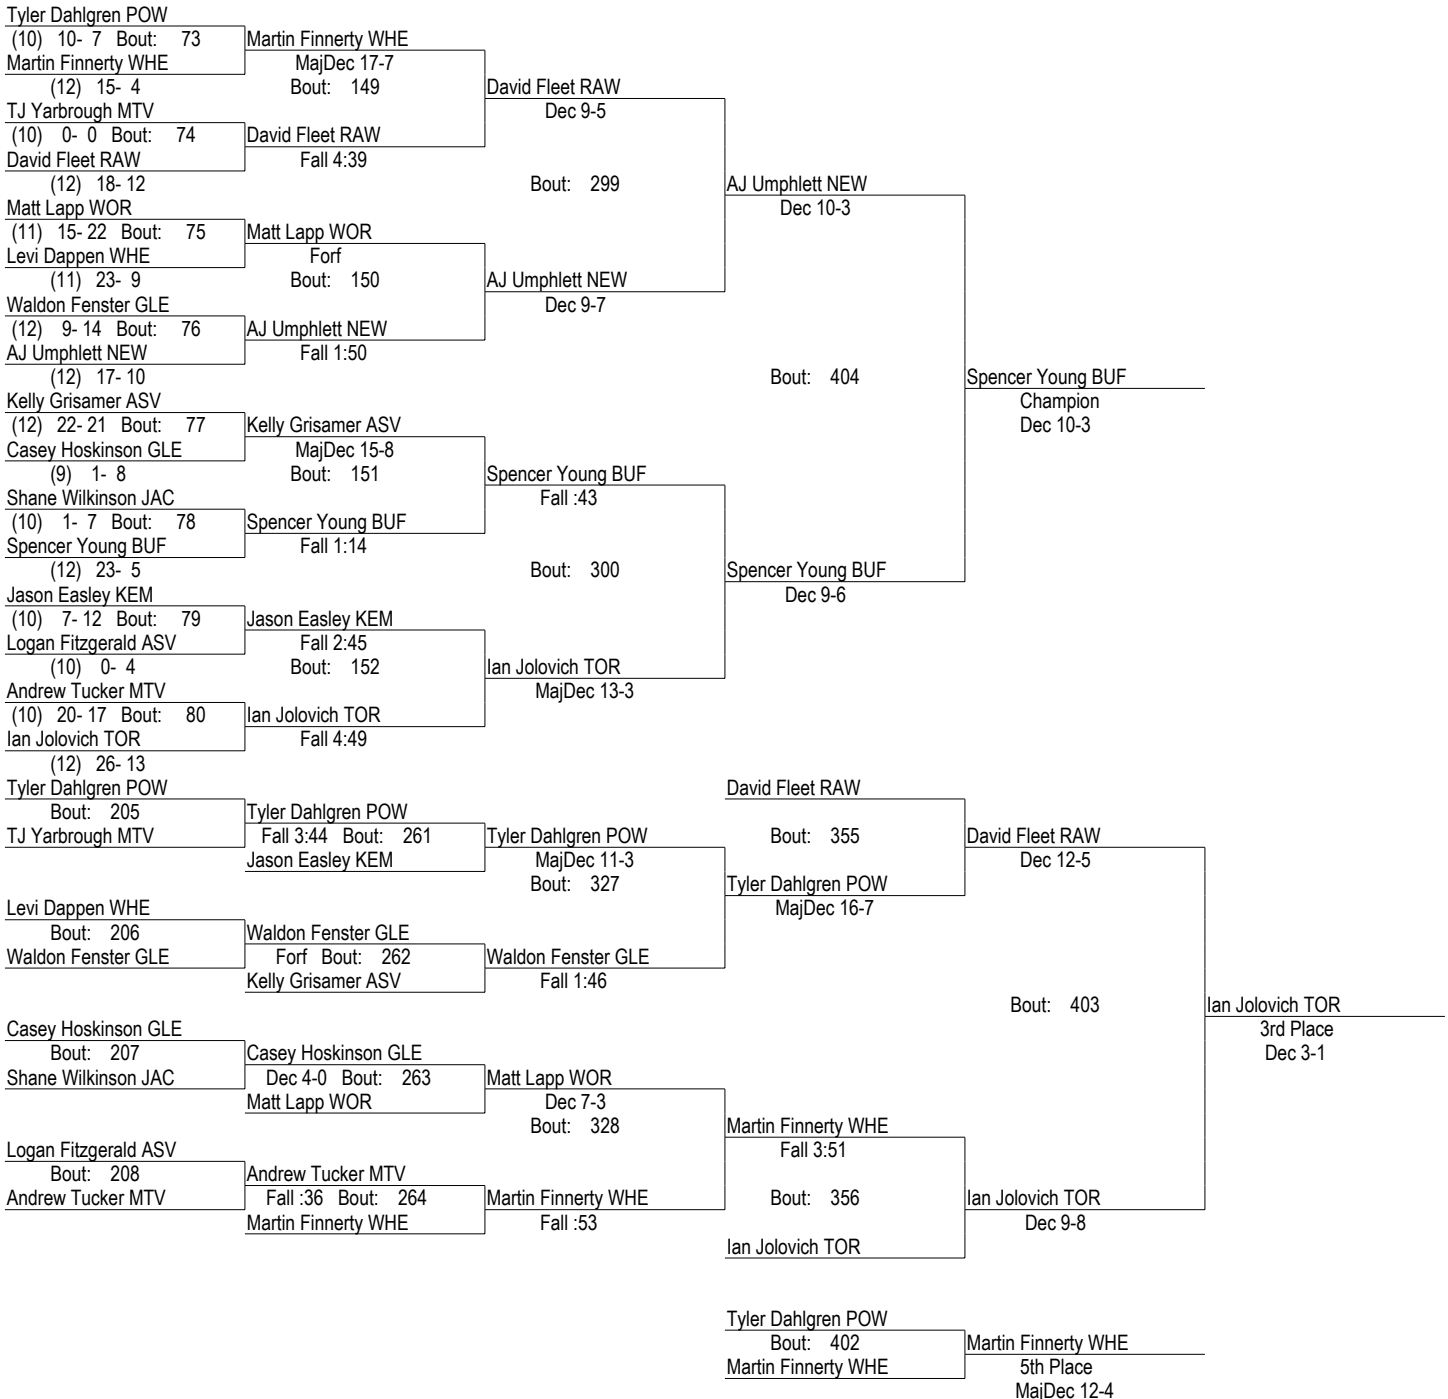 Tyler Dahlgren POW
(10) 10- 7 Bout: 73
Martin Finnerty WHE
(12) 15- 4
TJ Yarbrough MTV
(10) 0- 0 Bout: 74
David Fleet RAW
(12) 18- 12
Matt Lapp WOR
(11) 15- 22 Bout: 75
Levi Dappen WHE
(11) 23- 9
Waldon Fenster GLE
(12) 9- 14 Bout: 76
AJ Umphlett NEW
(12) 17- 10
Kelly Grisamer ASV
(12) 22- 21 Bout: 77
Casey Hoskinson GLE
(9) 1- 8
Shane Wilkinson JAC
(10) 1- 7 Bout: 78
Spencer Young BUF
(12) 23- 5
Jason Easley KEM
(10) 7- 12 Bout: 79
Logan Fitzgerald ASV
(10) 0- 4
Andrew Tucker MTV
(10) 20- 17 Bout: 80
Ian Jolovich TOR
(12) 26- 13
Martin Finnerty WHE
MajDec 17-7
Bout: 149
David Fleet RAW
Fall 4:39
Matt Lapp WOR
Forf
Bout: 150
AJ Umphlett NEW
Fall 1:50
Kelly Grisamer ASV
MajDec 15-8
Bout: 151
Spencer Young BUF
Fall 1:14
Jason Easley KEM
Fall 2:45
Bout: 152
Ian Jolovich TOR
Fall 4:49
David Fleet RAW
Dec 9-5
Bout: 299
AJ Umphlett NEW
Dec 9-7
Spencer Young BUF
Fall :43
Bout: 300
Ian Jolovich TOR
MajDec 13-3
AJ Umphlett NEW
Dec 10-3
Bout: 404
Spencer Young BUF
Dec 9-6
Spencer Young BUF
Champion
Dec 10-3
Tyler Dahlgren POW
Bout: 205
TJ Yarbrough MTV
Levi Dappen WHE
Bout: 206
Waldon Fenster GLE
Casey Hoskinson GLE
Bout: 207
Shane Wilkinson JAC
Logan Fitzgerald ASV
Bout: 208
Andrew Tucker MTV
Tyler Dahlgren POW
Fall 3:44 Bout: 261
Jason Easley KEM
Waldon Fenster GLE
Forf Bout: 262
Kelly Grisamer ASV
Casey Hoskinson GLE
Dec 4-0 Bout: 263
Matt Lapp WOR
Andrew Tucker MTV
Fall :36 Bout: 264
Martin Finnerty WHE
Tyler Dahlgren POW
MajDec 11-3
Bout: 327
Waldon Fenster GLE
Fall 1:46
Matt Lapp WOR
Dec 7-3
Bout: 328
Martin Finnerty WHE
Fall :53
David Fleet RAW
Bout: 355
Tyler Dahlgren POW
MajDec 16-7
Martin Finnerty WHE
Fall 3:51
Bout: 356
Ian Jolovich TOR
David Fleet RAW
Dec 12-5
Bout: 403
Ian Jolovich TOR
Dec 9-8
Ian Jolovich TOR
3rd Place
Dec 3-1
Tyler Dahlgren POW
Bout: 402
Martin Finnerty WHE
Martin Finnerty WHE
5th Place
MajDec 12-4